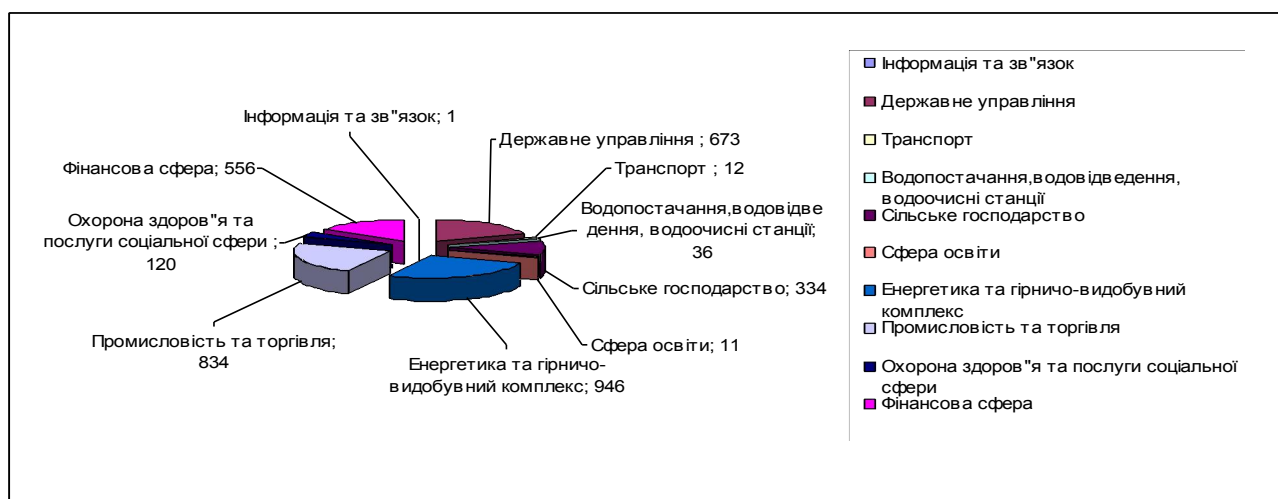 Інформація та зв"язок; 1
Державне управління ; 673
Фінансова сфера; 556
Транспорт ; 12
Охорона здоров"я та
послуги соціальної сфери ;
120
Водопостачання,водовідве
дення, водоочисні станції;
36
Сільське господарство; 334
Промисловість та торгівля;
834
Сфера освіти; 11
Енергетика та гірничо-
видобувний комплекс; 946
Інформація та зв"язок
Державне управління
Транспорт
Водопостачання,водовідведення,
водоочисні станції
Сільське господарство
Сфера освіти
Енергетика та гірничо-видобувний
комплекс
Промисловість та торгівля
Охорона здоров"я та послуги соціальної
сфери
Фінансова сфера